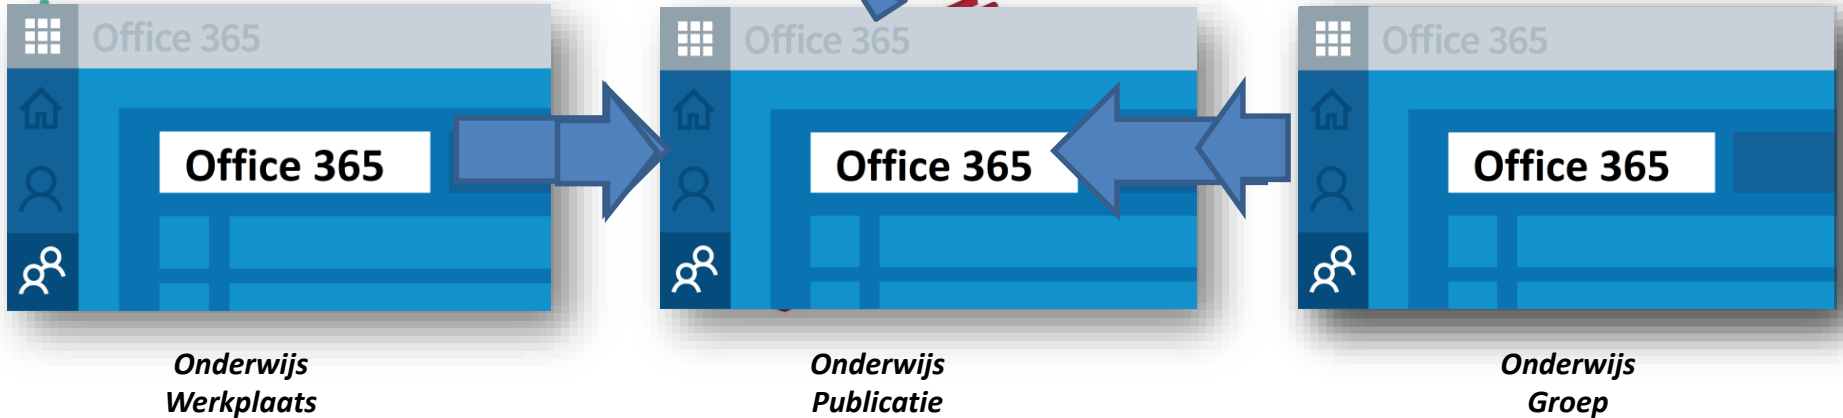 Office 365
Office 365
Office 365
Office 365
Office 365
Office 365
Onderwijs
Werkplaats
Onderwijs
Publicatie
Onderwijs
Groep